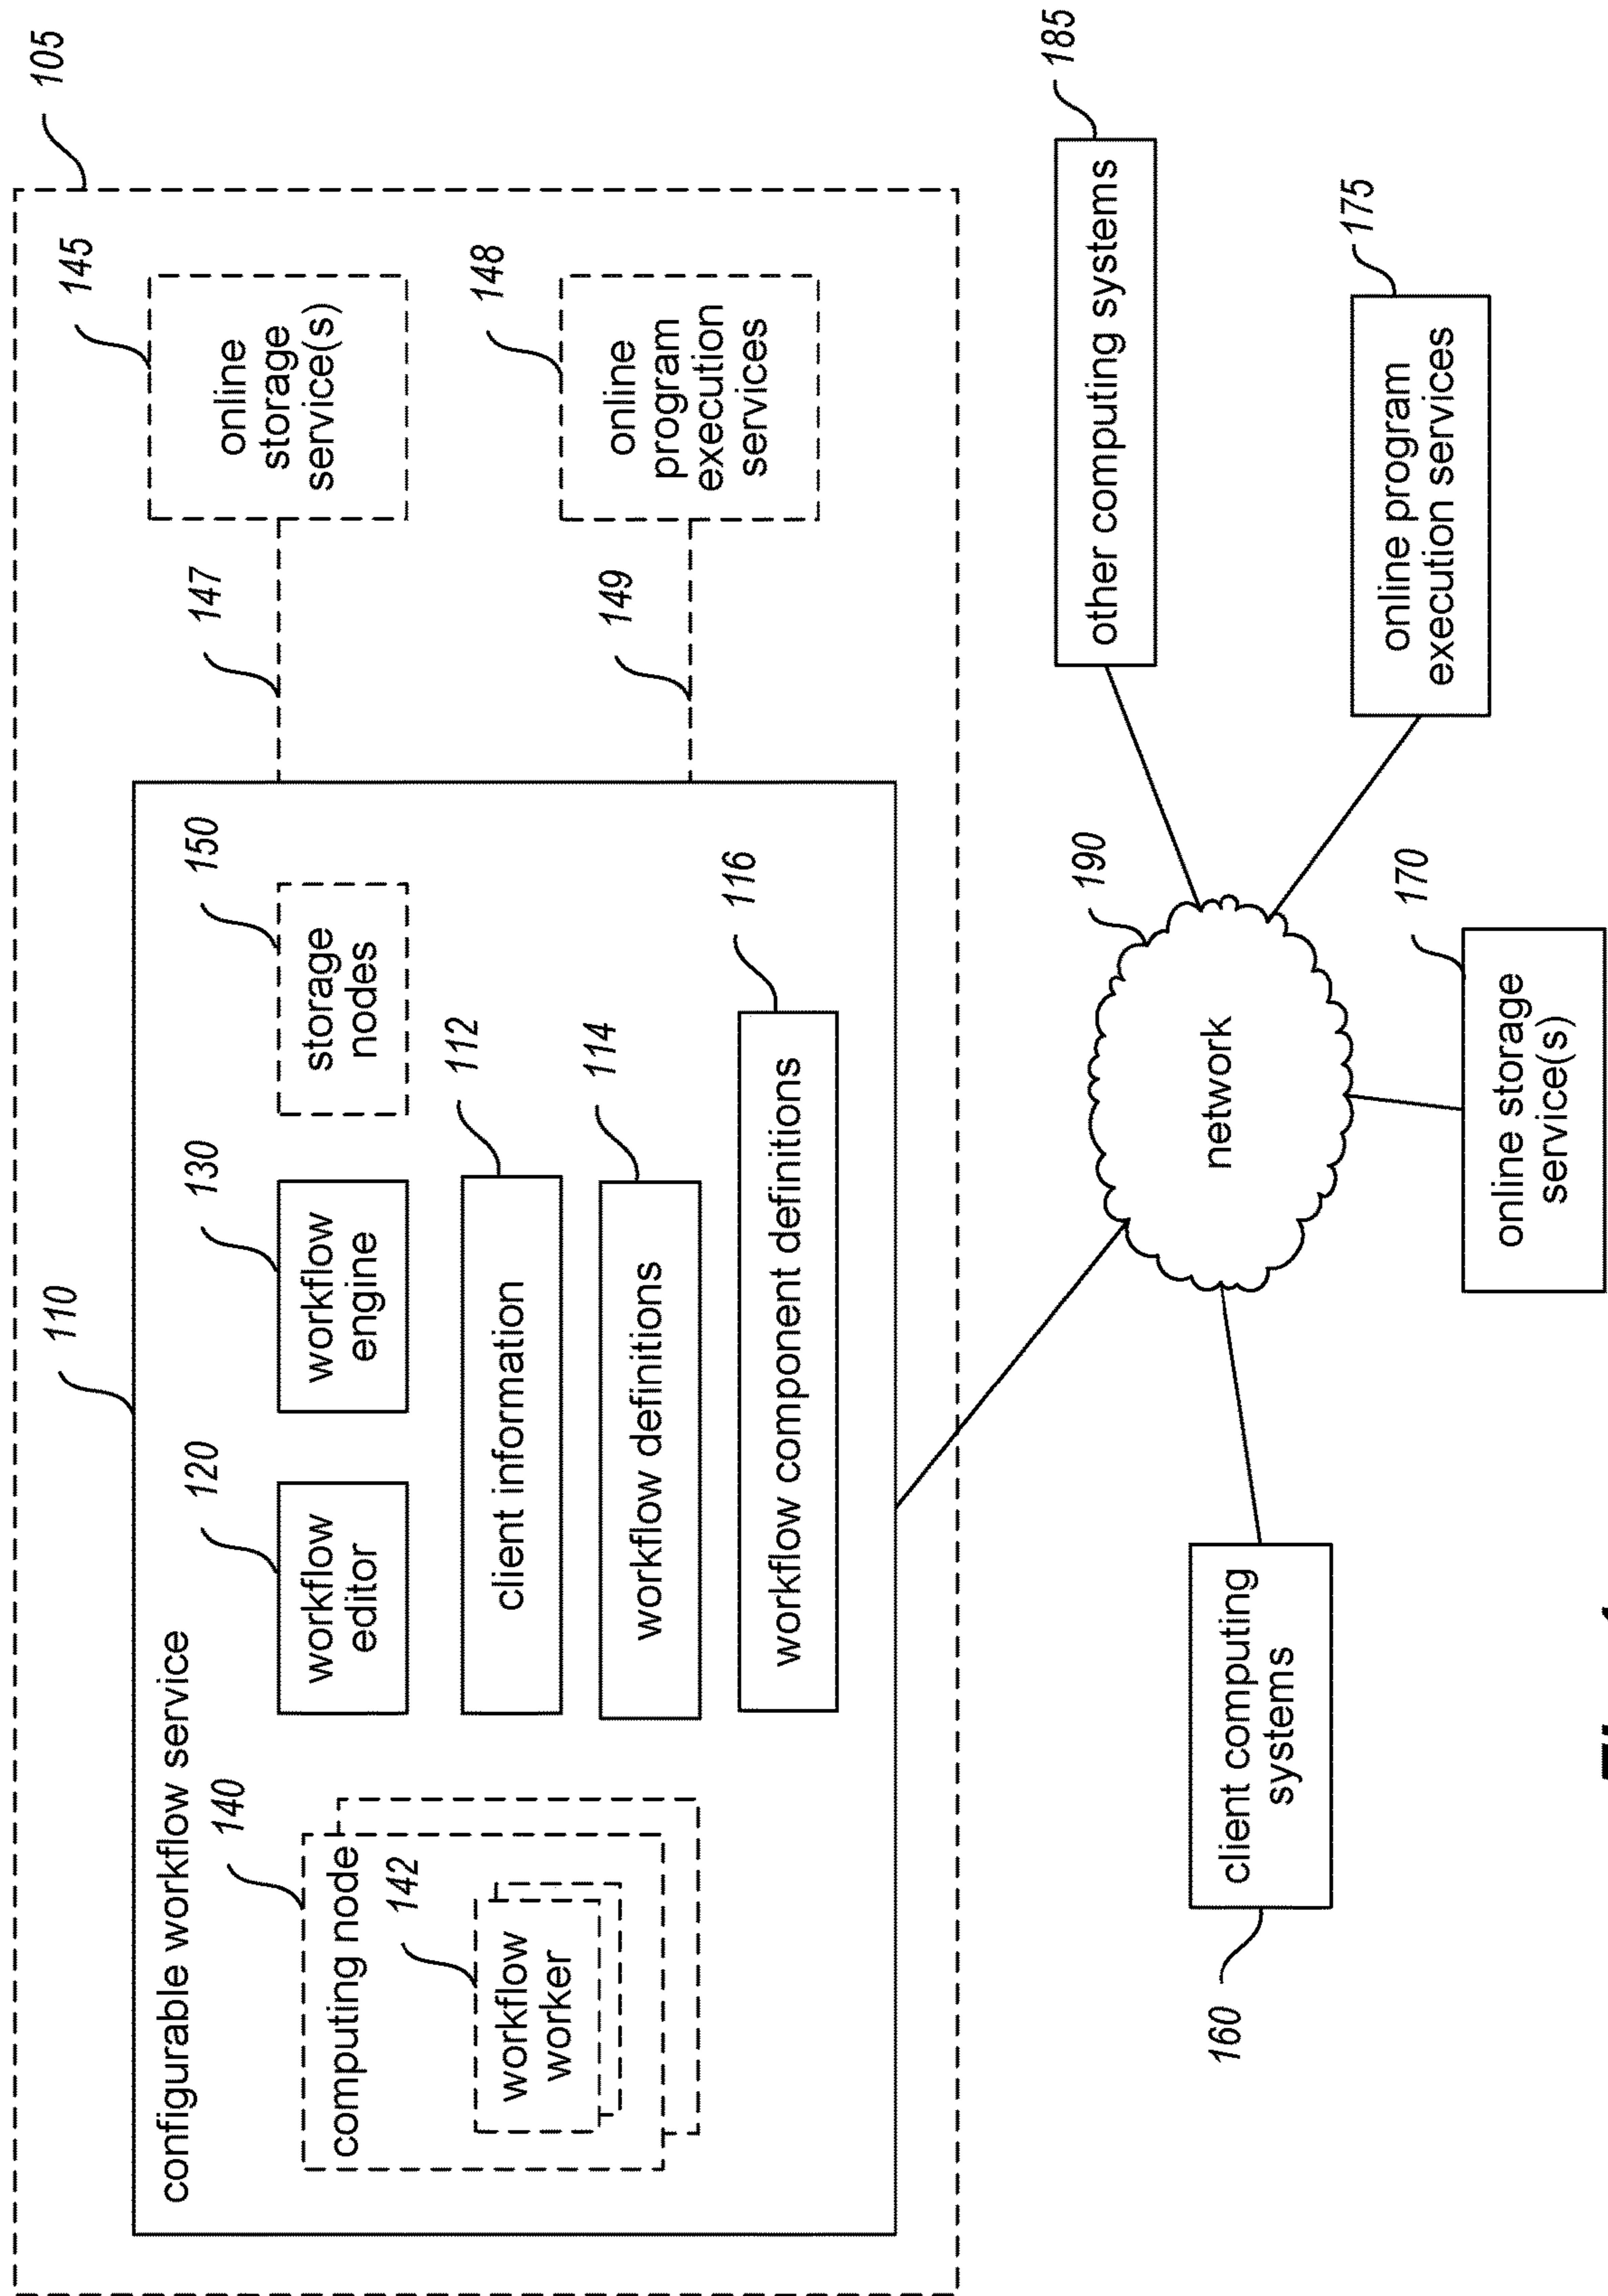 105
110
145
configurable workflow service
140
120
130
150
147
online
storage
service(s)
computing node
142
workflow
worker
workflow
editor
workflow
engine
storage
nodes
112
client information
114
workflow definitions
116
workflow component definitions
148
149
online
program
execution
services
185
other computing systems
190
network
160
client computing
systems
175
online program
execution services
170
online storage
service(s)